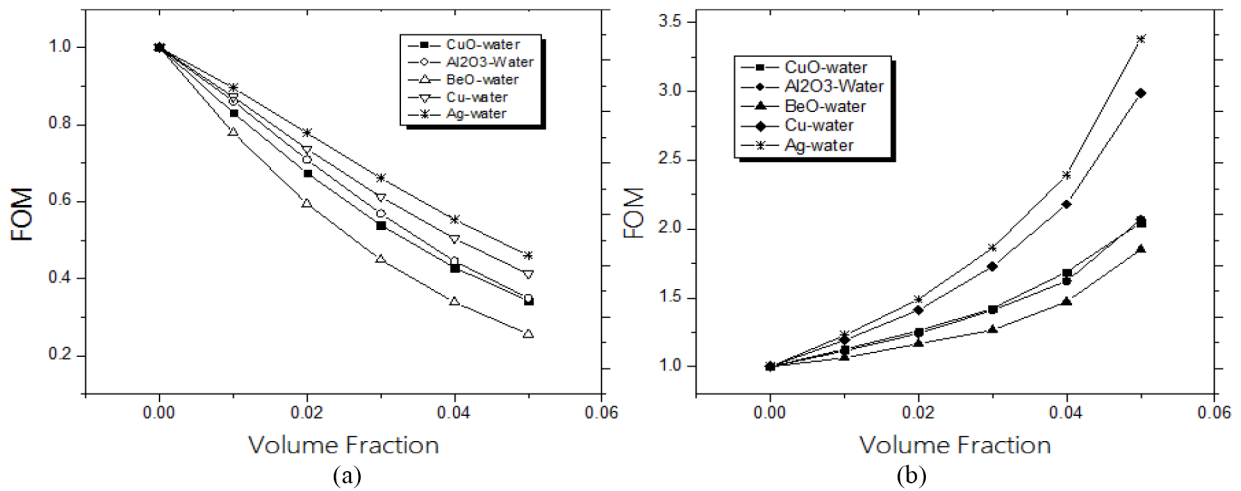 1.0
0.8
0.6
0.4
0.2
FOM
CuO-water
Al2O3-Water
BeO-water
Cu-water
Ag-water
0.00
0.02
0.04
0.06
Volume Fraction
(a)
3.5
3.0
2.5
2.0
1.5
1.0
FOM
CuO-water
Al2O3-Water
BeO-water
Cu-water
Ag-water
0.00
0.02
0.04
0.06
Volume Fraction
(b)